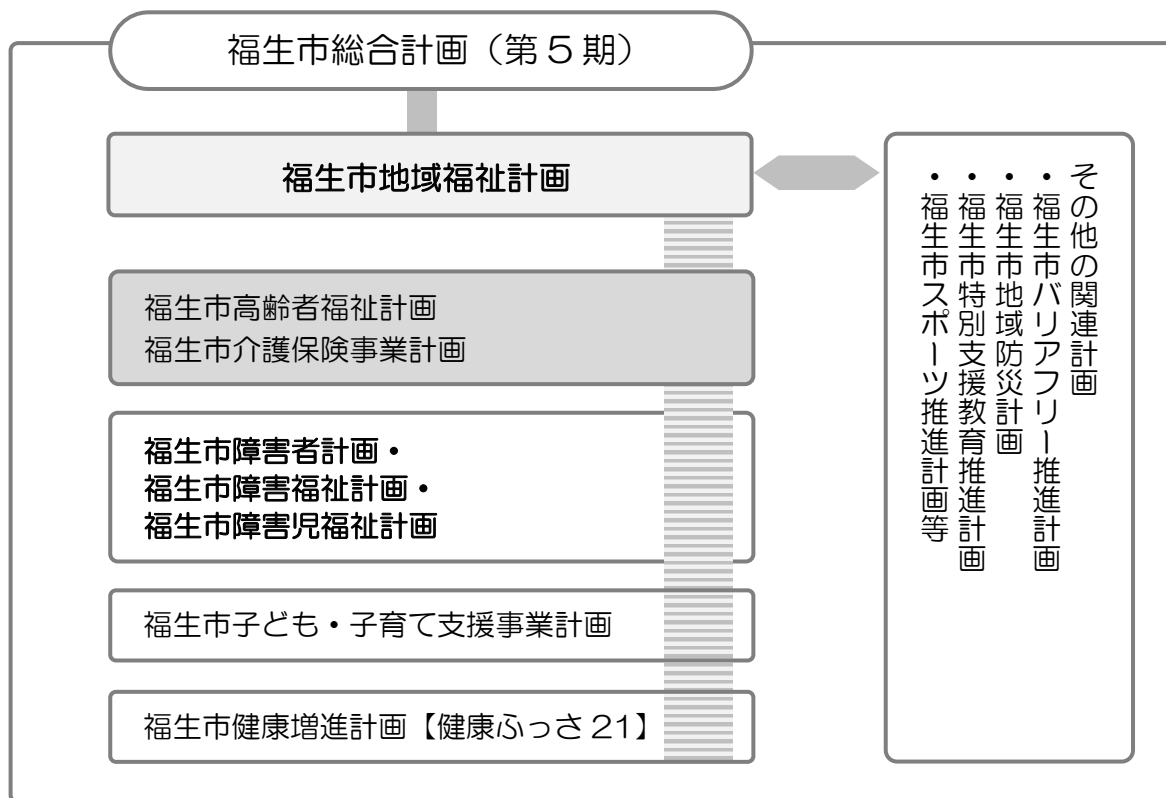 福生市総合計画（第５期）
福生市地域福祉計画
福生市高齢者福祉計画
福生市介護保険事業計画
福生市障害者計画・
福生市障害福祉計画・
福生市障害児福祉計画
福生市子ども・子育て支援事業計画
福生市健康増進計画【健康ふっさ21】
その他の関連計画
・福生市バリアフリー推進計画
・福生市地域防災計画
・福生市特別支援教育推進計画
・福生市スポーツ推進計画等